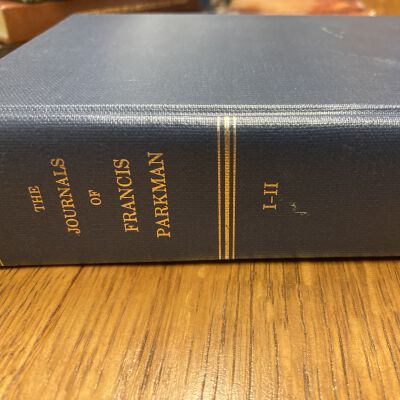 THE
JOURNALS
OF
FRANCIS
PARKMAN
I-II